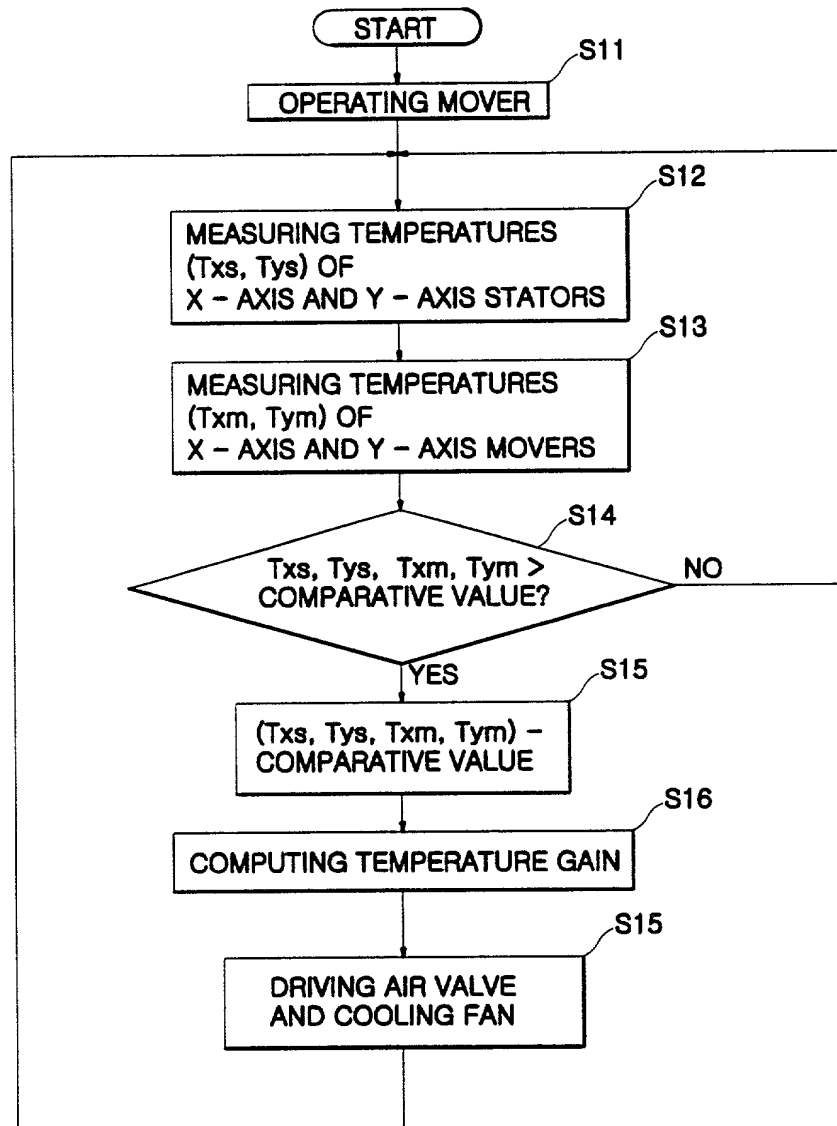 START
S11
OPERATING MOVER
S12
MEASURING TEMPERATURES
(Txs, Tys) OF
X – AXIS AND Y – AXIS STATORS
S13
MEASURING TEMPERATURES
(Txm, Tym) OF
X – AXIS AND Y – AXIS MOVERS
S14
Txs, Tys, Txm, Tym >
COMPARATIVE VALUE?
NO
YES
S15
(Txs, Tys, Txm, Tym) –
COMPARATIVE VALUE
S16
COMPUTING TEMPERATURE GAIN
S15
DRIVING AIR VALVE
AND COOLING FAN